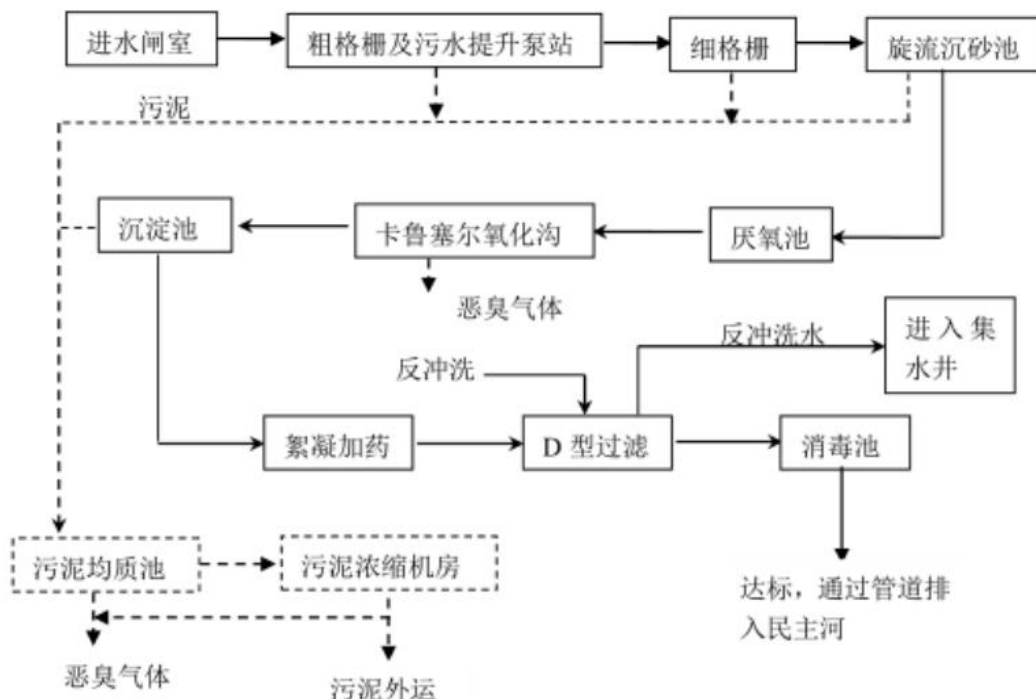 进水闸室
粗格栅及污水提升泵站
细格栅
旋流沉砂池
污泥
沉淀池
卡鲁塞尔氧化沟
厌氧池
恶臭气体
反冲洗水
进入集
水井
反冲洗
絮凝加药
D 型过滤
消毒池
污泥均质池
污泥浓缩机房
达标，通过管道排
入民主河
恶臭气体
污泥外运